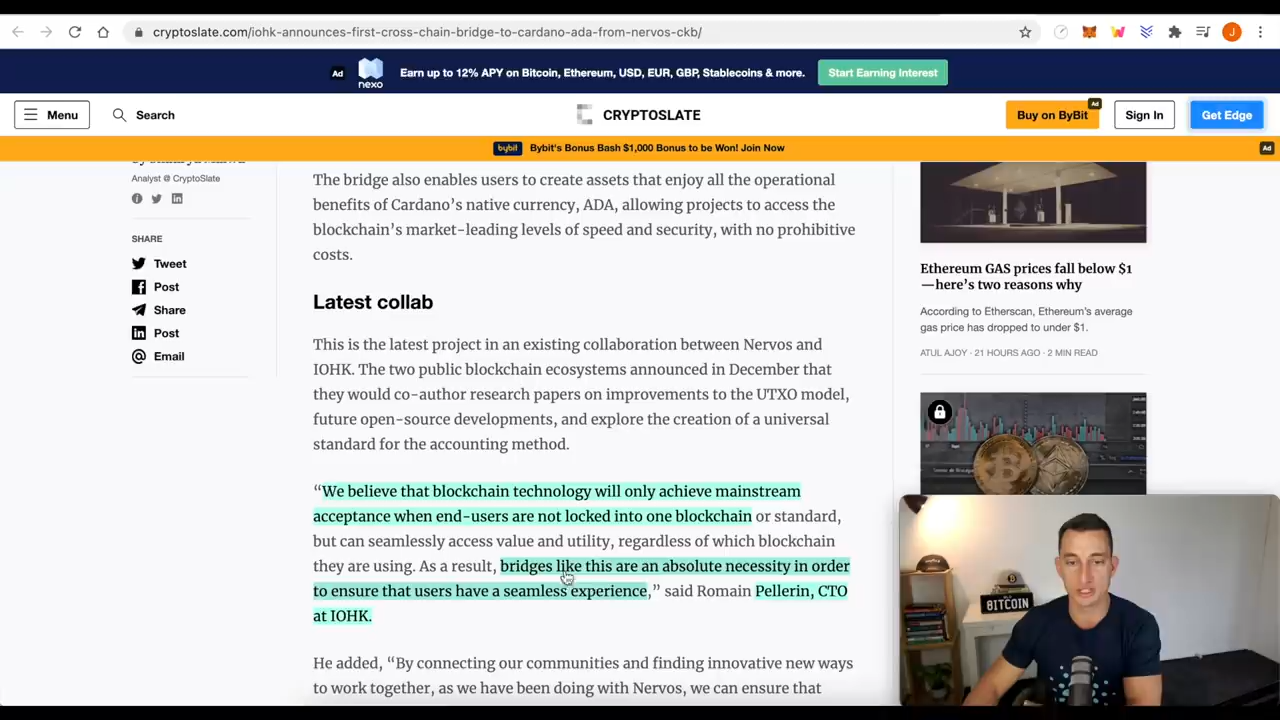 cryptoslate.com/iohk-announces-first-cross-chain-bridge-to-cardano-ada-from-nervos-ckb/
J
Ad
nexo
Earn up to 12% APY on Bitcoin, Ethereum, USD, EUR, GBP, Stablecoins & more.
Start Earning Interest
Menu
Search
CRYPTOSLATE
Buy on ByBit
Ad
Sign In
Get Edge
bybit
Bybit's Bonus Bash $1,000 Bonus to be Won! Join Now
Ad
Analyst @ CryptoSlate
SHARE
Tweet
Post
Share
Post
Email
The bridge also enables users to create assets that enjoy all the operational
benefits of Cardano’s native currency, ADA, allowing projects to access the
blockchain’s market-leading levels of speed and security, with no prohibitive
costs.
Latest collab
This is the latest project in an existing collaboration between Nervos and
IOHK. The two public blockchain ecosystems announced in December that
they would co-author research papers on improvements to the UTXO model,
future open-source developments, and explore the creation of a universal
standard for the accounting method.
“We believe that blockchain technology will only achieve mainstream
acceptance when end-users are not locked into one blockchain or standard,
but can seamlessly access value and utility, regardless of which blockchain
they are using. As a result, bridges like this are an absolute necessity in order
to ensure that users have a seamless experience,” said Romain Pellerin, CTO
at IOHK.
He added, “By connecting our communities and finding innovative new ways
to work together, as we have been doing with Nervos, we can ensure that
Ethereum GAS prices fall below $1
—here’s two reasons why
According to Etherscan, Ethereum’s average
gas price has dropped to under $1.
ATUL AJOY · 21 HOURS AGO · 2 MIN READ
BITCOIN